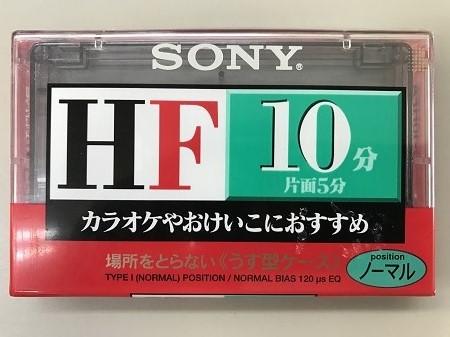 SONY®
HF
10分
片面5分
カラオケやおけいこにおすすめ
場所をとらない《うす型ケース》
TYPE I (NORMAL) POSITION / NORMAL BIAS 120 μs EQ
position
ノーマル